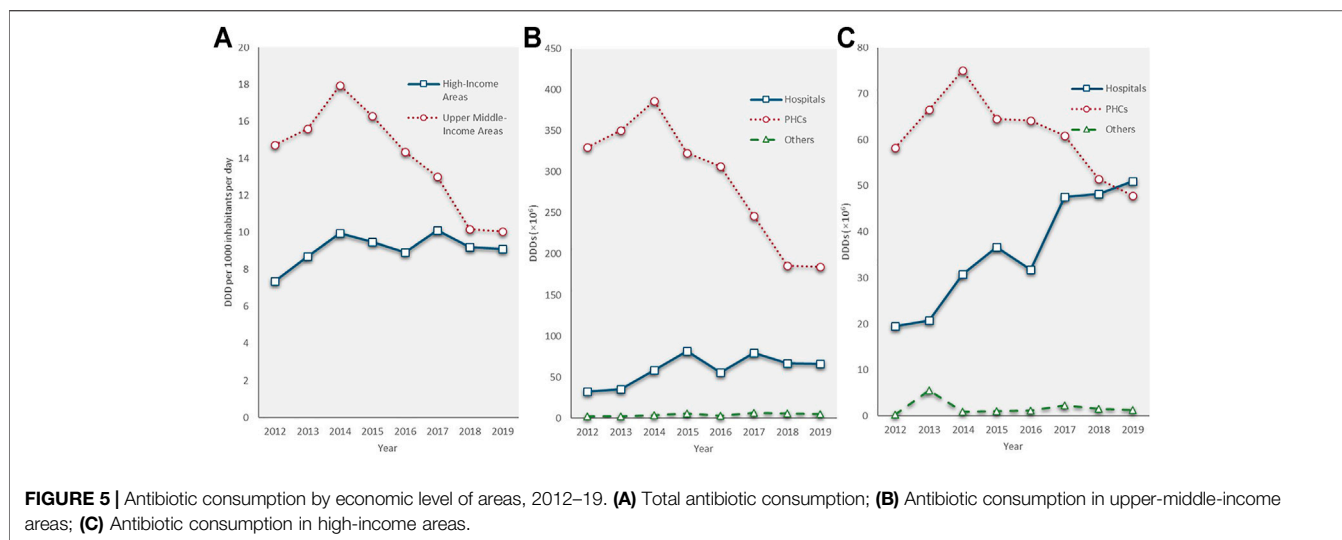 A
B
C
20
18
16
14
12
10
8
6
4
2
0
DDD per 1000 inhabitants per day
High-Income
Areas
Upper Middle-
Income Areas
2012 2013 2014 2015 2016 2017 2018 2019
Year
450
400
350
300
250
200
150
100
50
0
DDDs (×10⁶)
Hospitals
PHCs
Others
2012 2013 2014 2015 2016 2017 2018 2019
Year
80
70
60
50
40
30
20
10
0
DDDs (×10⁶)
Hospitals
PHCs
Others
2012 2013 2014 2015 2016 2017 2018 2019
Year
FIGURE 5 | Antibiotic consumption by economic level of areas, 2012–19. (A) Total antibiotic consumption; (B) Antibiotic consumption in upper-middle-income
areas; (C) Antibiotic consumption in high-income areas.